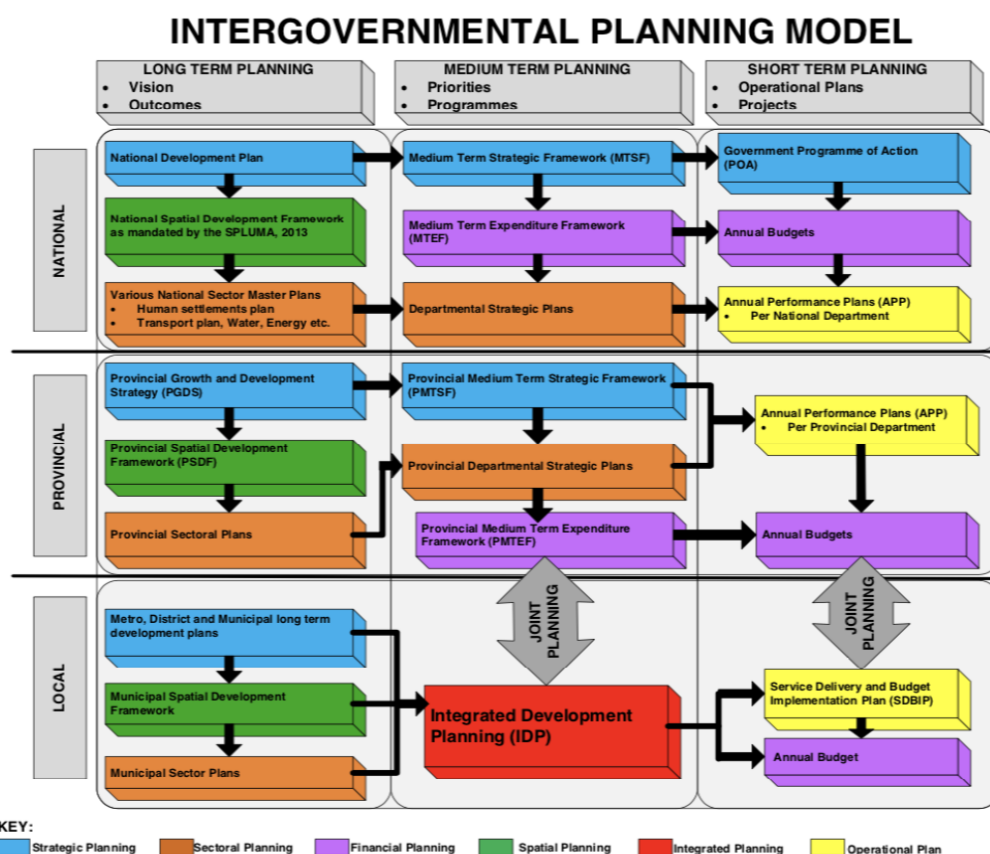 INTERGOVERNMENTAL PLANNING MODEL
LONG TERM PLANNING
• Vision
• Outcomes
MEDIUM TERM PLANNING
• Priorities
• Programmes
SHORT TERM PLANNING
• Operational Plans
• Projects
NATIONAL
National Development Plan
Medium Term Strategic Framework (MTSF)
Government Programme of Action
(POA)
National Spatial Development Framework
as mandated by the SPLUMA, 2013
Medium Term Expenditure Framework
(MTEF)
Annual Budgets
Various National Sector Master Plans
• Human settlements plan
• Transport plan, Water, Energy etc.
Departmental Strategic Plans
Annual Performance Plans (APP)
• Per National Department
PROVINCIAL
Provincial Growth and Development
Strategy (PGDS)
Provincial Medium Term Strategic Framework
(PMTSF)
Annual Performance Plans (APP)
• Per Provincial Department
Provincial Spatial Development
Framework (PSDF)
Provincial Departmental Strategic Plans
Provincial Sectoral Plans
Provincial Medium Term Expenditure
Framework (PMTEF)
Annual Budgets
JOINT
PLANNING
JOINT
PLANNING
LOCAL
Metro, District and Municipal long term
development plans
Municipal Spatial Development
Framework
Municipal Sector Plans
Integrated Development
Planning (IDP)
Service Delivery and Budget
Implementation Plan (SDBIP)
Annual Budget
KEY:
Strategic Planning
Sectoral Planning
Financial Planning
Spatial Planning
Integrated Planning
Operational Plan